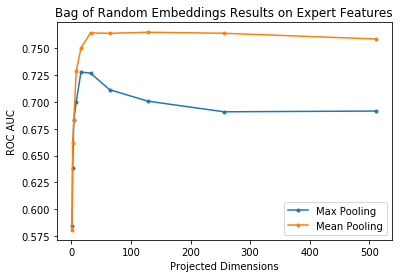 Bag of Random Embeddings Results on Expert Features
ROC AUC
0.750
0.725
0.700
0.675
0.650
0.625
0.600
0.575
0
100
200
300
400
500
Projected Dimensions
Max Pooling
Mean Pooling